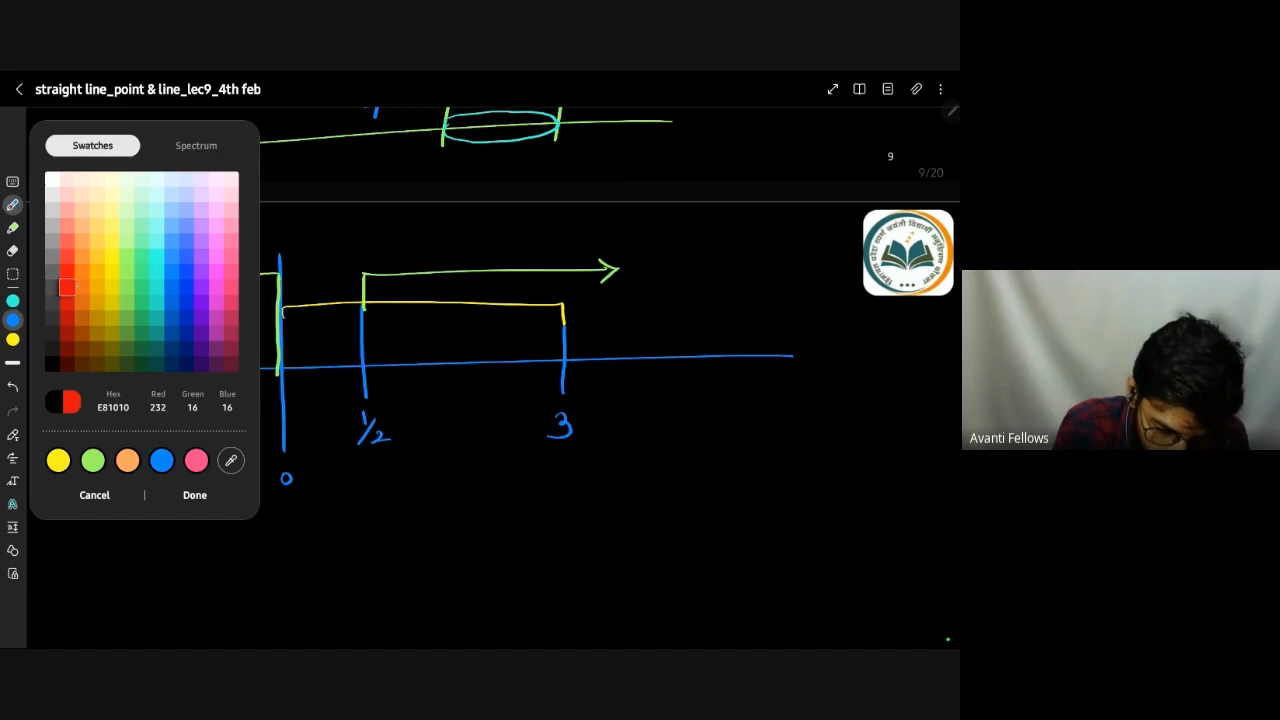 straight line_point & line_lec9_4th feb
Swatches Spectrum
9
9/20
Hex Red Green Blue
E81010 232 16 16
Cancel | Done
1/2
3
0
Avanti Fellows